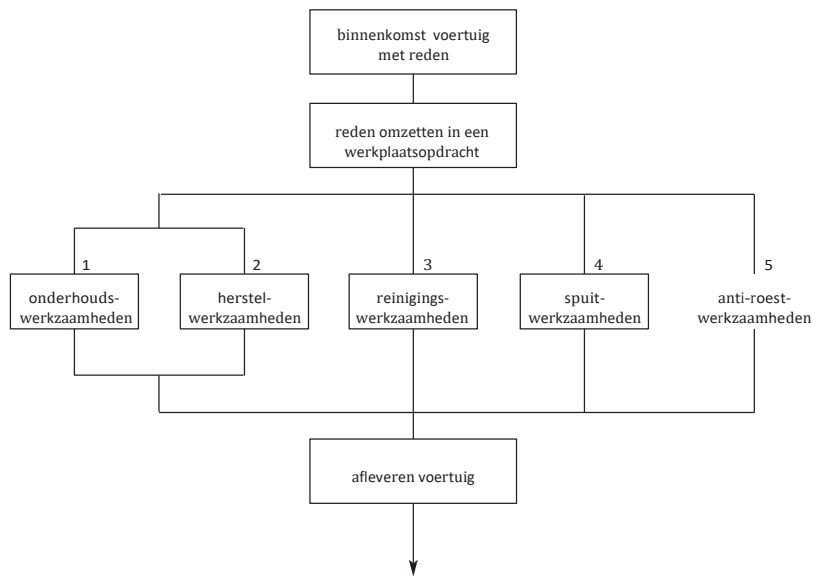 binnenkomst voertuig
met reden
reden omzetten in een
werkplaatsopdracht
1
onderhouds-
werkzaamheden
2
herstel-
werkzaamheden
3
reinigings-
werkzaamheden
4
spuit-
werkzaamheden
5
anti-roest-
werkzaamheden
afleveren voertuig